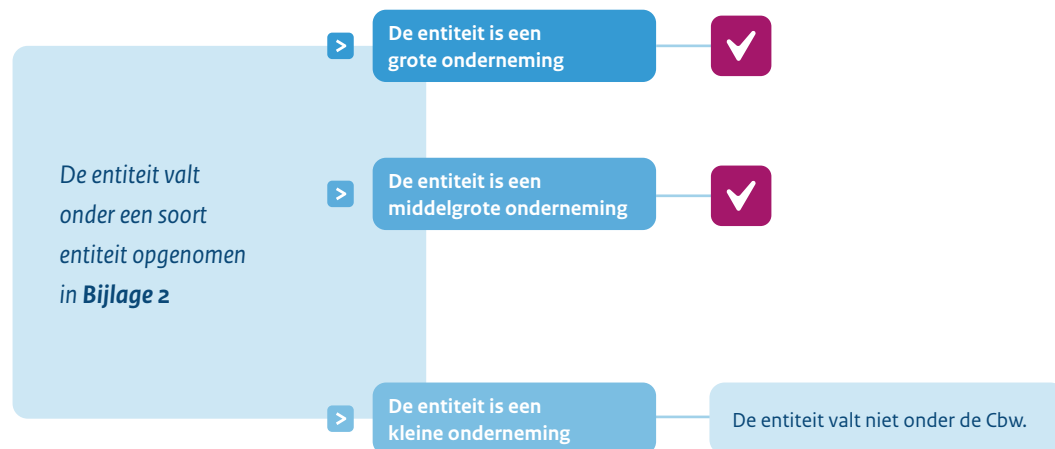 De entiteit is een
grote onderneming
De entiteit valt
onder een soort
entiteit opgenomen
in Bijlage 2
De entiteit is een
middelgrote onderneming
De entiteit is een
kleine onderneming
De entiteit valt niet onder de Cbw.